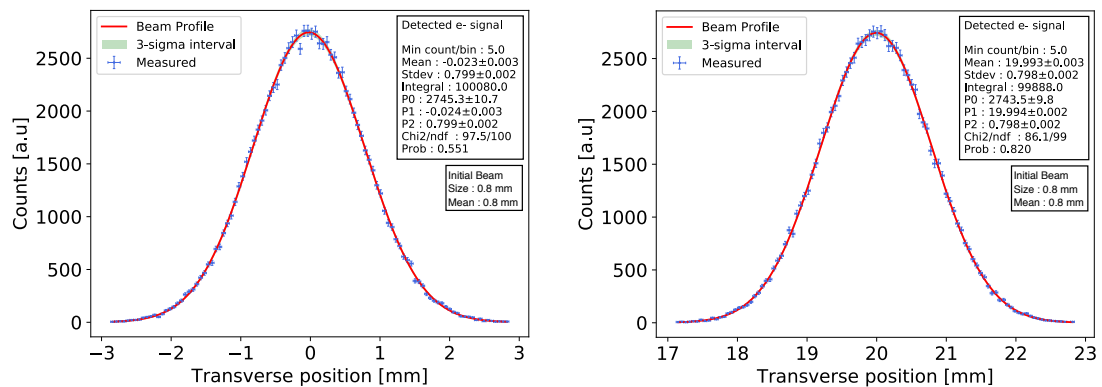 Beam Profile
3-sigma interval
Measured
Detected e- signal
Min count/bin : 5.0
Mean : -0.023±0.003
Stdev : 0.799±0.002
Integral : 100080.0
P0 : 2745.3±10.7
P1 : -0.024±0.003
P2 : 0.799±0.002
Chi2/ndf : 97.5/100
Prob : 0.551
Initial Beam
Size : 0.8 mm
Mean : 0.8 mm
Counts [a.u]
2500
2000
1500
1000
500
0
−3 −2 −1 0 1 2 3
Transverse position [mm]
Beam Profile
3-sigma interval
Measured
Detected e- signal
Min count/bin : 5.0
Mean : 19.993±0.003
Stdev : 0.798±0.002
Integral : 99888.0
P0 : 2743.5±9.8
P1 : 19.994±0.002
P2 : 0.798±0.002
Chi2/ndf : 86.1/99
Prob : 0.820
Initial Beam
Size : 0.8 mm
Mean : 0.8 mm
Counts [a.u]
2500
2000
1500
1000
500
0
17 18 19 20 21 22 23
Transverse position [mm]